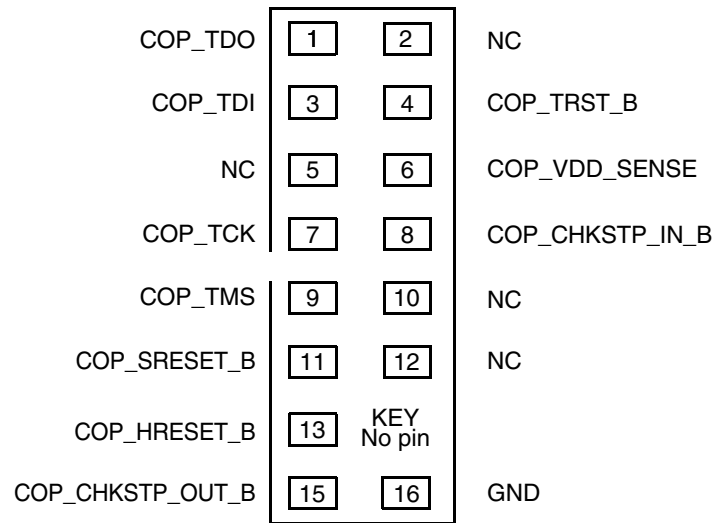 COP_TDO 1 2 NC
COP_TDI 3 4 COP_TRST_B
NC 5 6 COP_VDD_SENSE
COP_TCK 7 8 COP_CHKSTP_IN_B
COP_TMS 9 10 NC
COP_SRESET_B 11 12 NC
COP_HRESET_B 13 KEY
No pin
COP_CHKSTP_OUT_B 15 16 GND